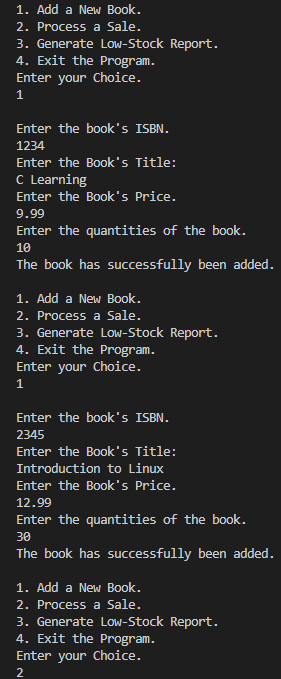 1. Add a New Book.
2. Process a Sale.
3. Generate Low-Stock Report.
4. Exit the Program.
Enter your Choice.
1
Enter the book's ISBN.
1234
Enter the Book's Title:
C Learning
Enter the Book's Price.
9.99
Enter the quantities of the book.
10
The book has successfully been added.
1. Add a New Book.
2. Process a Sale.
3. Generate Low-Stock Report.
4. Exit the Program.
Enter your Choice.
1
Enter the book's ISBN.
2345
Enter the Book's Title:
Introduction to Linux
Enter the Book's Price.
12.99
Enter the quantities of the book.
30
The book has successfully been added.
1. Add a New Book.
2. Process a Sale.
3. Generate Low-Stock Report.
4. Exit the Program.
Enter your Choice.
2